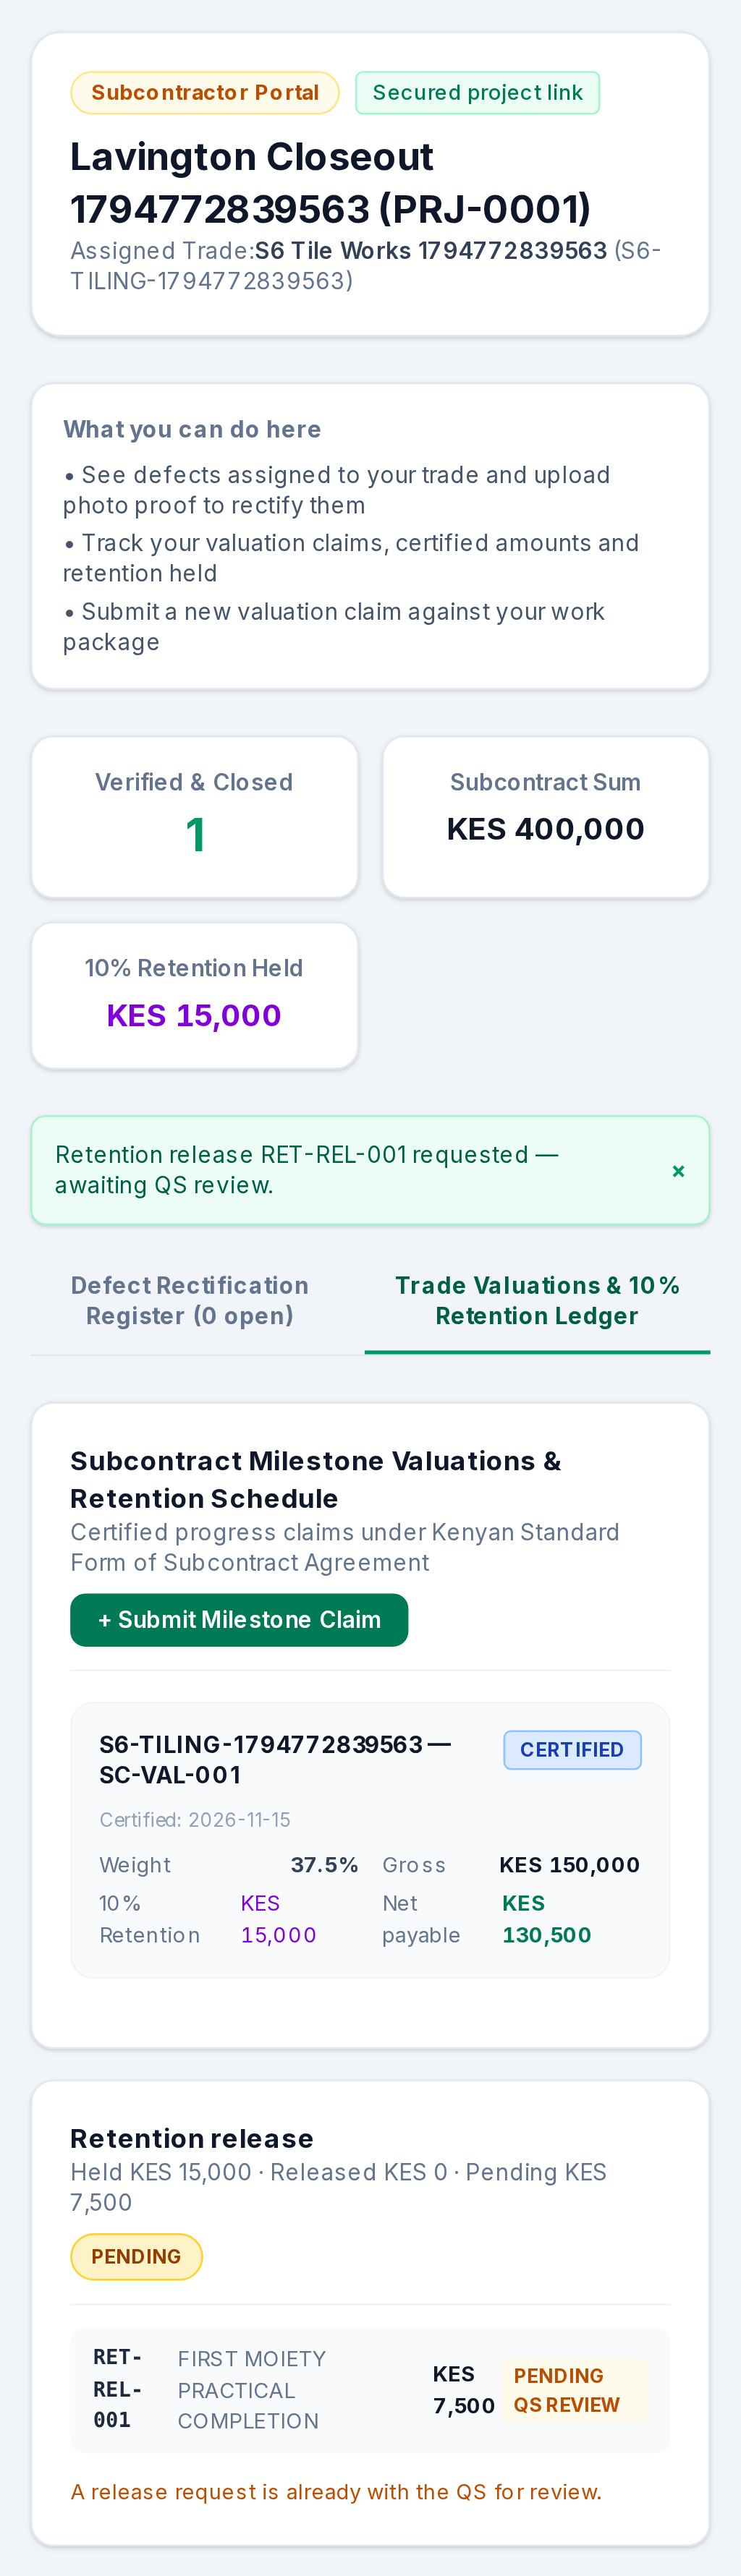 Subcontractor Portal
Secured project link
Lavington Closeout
1794772839563 (PRJ-0001)
Assigned Trade:S6 Tile Works 1794772839563 (S6-
TILING-1794772839563)
What you can do here
• See defects assigned to your trade and upload
photo proof to rectify them
• Track your valuation claims, certified amounts and
retention held
• Submit a new valuation claim against your work
package
Verified & Closed
1
Subcontract Sum
KES 400,000
10% Retention Held
KES 15,000
Retention release RET-REL-001 requested —
awaiting QS review.
×
Defect Rectification
Register (0 open)
Trade Valuations & 10%
Retention Ledger
Subcontract Milestone Valuations &
Retention Schedule
Certified progress claims under Kenyan Standard
Form of Subcontract Agreement
+ Submit Milestone Claim
S6-TILING-1794772839563 —
SC-VAL-001
CERTIFIED
Certified: 2026-11-15
Weight 37.5%
Gross KES 150,000
10%
Retention
KES
15,000
Net
payable
KES
130,500
Retention release
Held KES 15,000 · Released KES 0 · Pending KES
7,500
PENDING
RET-
REL-
001
FIRST MOIETY
PRACTICAL
COMPLETION
KES
7,500
PENDING
QS REVIEW
A release request is already with the QS for review.